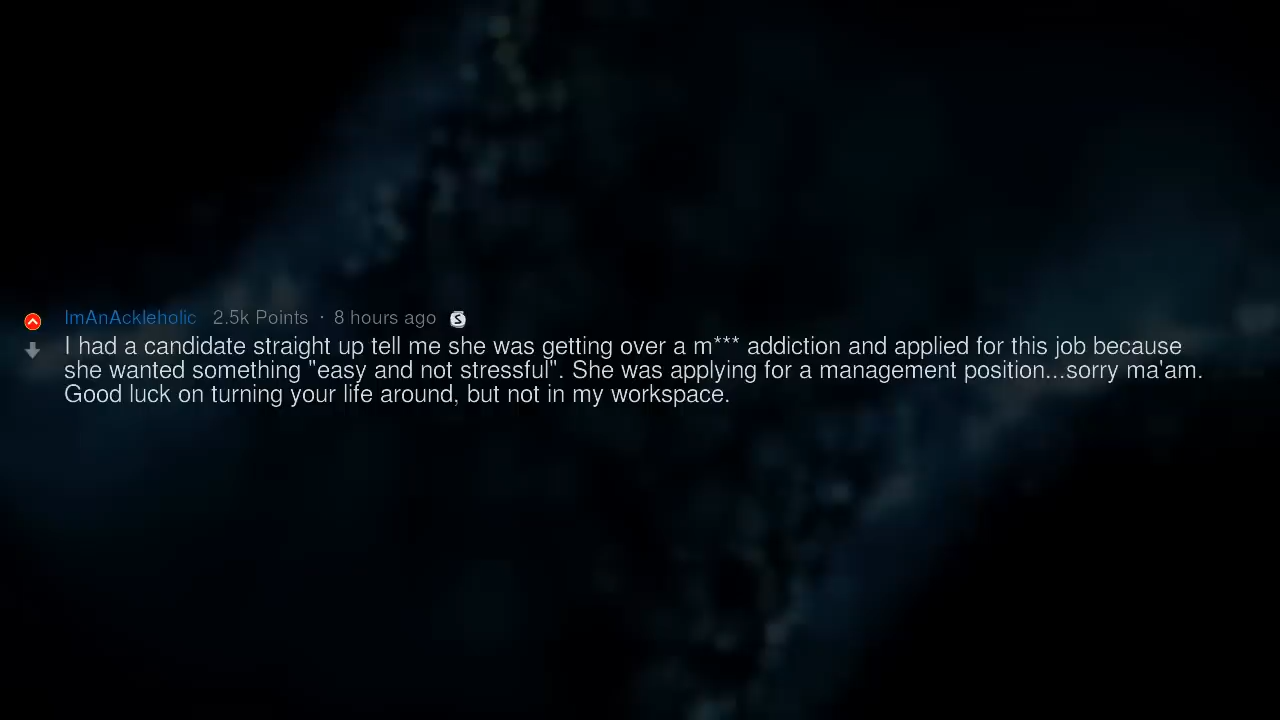 ImAnAckleholic 2.5k Points · 8 hours ago S
I had a candidate straight up tell me she was getting over a m*** addiction and applied for this job because
she wanted something "easy and not stressful". She was applying for a management position...sorry ma'am.
Good luck on turning your life around, but not in my workspace.